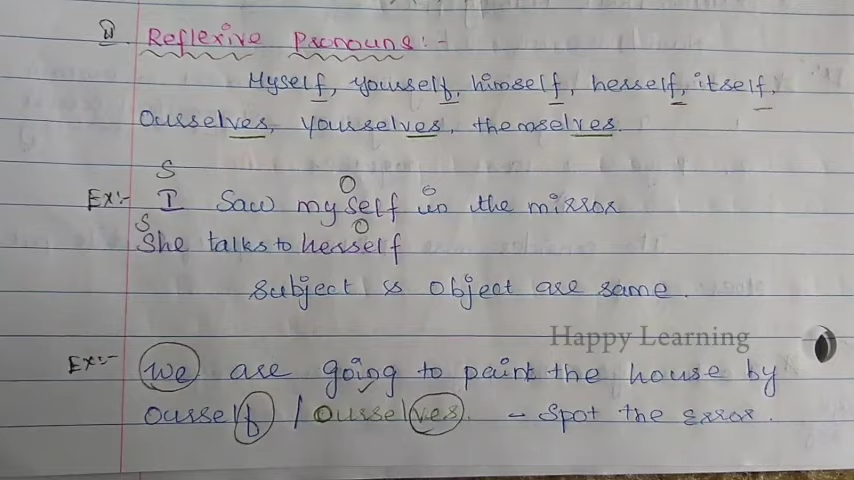 II Reflexive Pronouns:-
Myself, yourself, himself, herself, itself,
Ourselves, yourselves, themselves.
S O
Ex:- I saw myself in the mirror
S O
She talks to herself
Subject & object are same.
Happy Learning
Ex:- We are going to paint the house by
ourself / ourselves. - Spot the error.